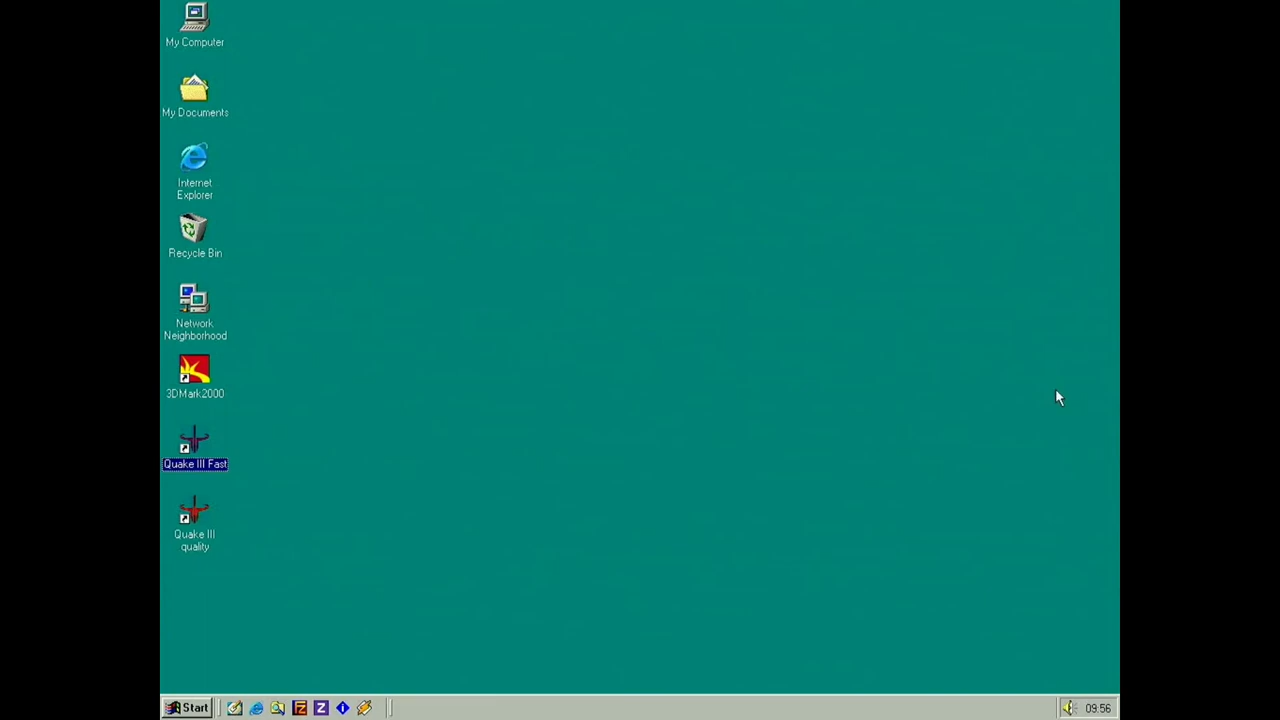 My Computer
My Documents
Internet
Explorer
Recycle Bin
Network
Neighborhood
3DMark2000
Quake III Fast
Quake III
quality
Start
09:56